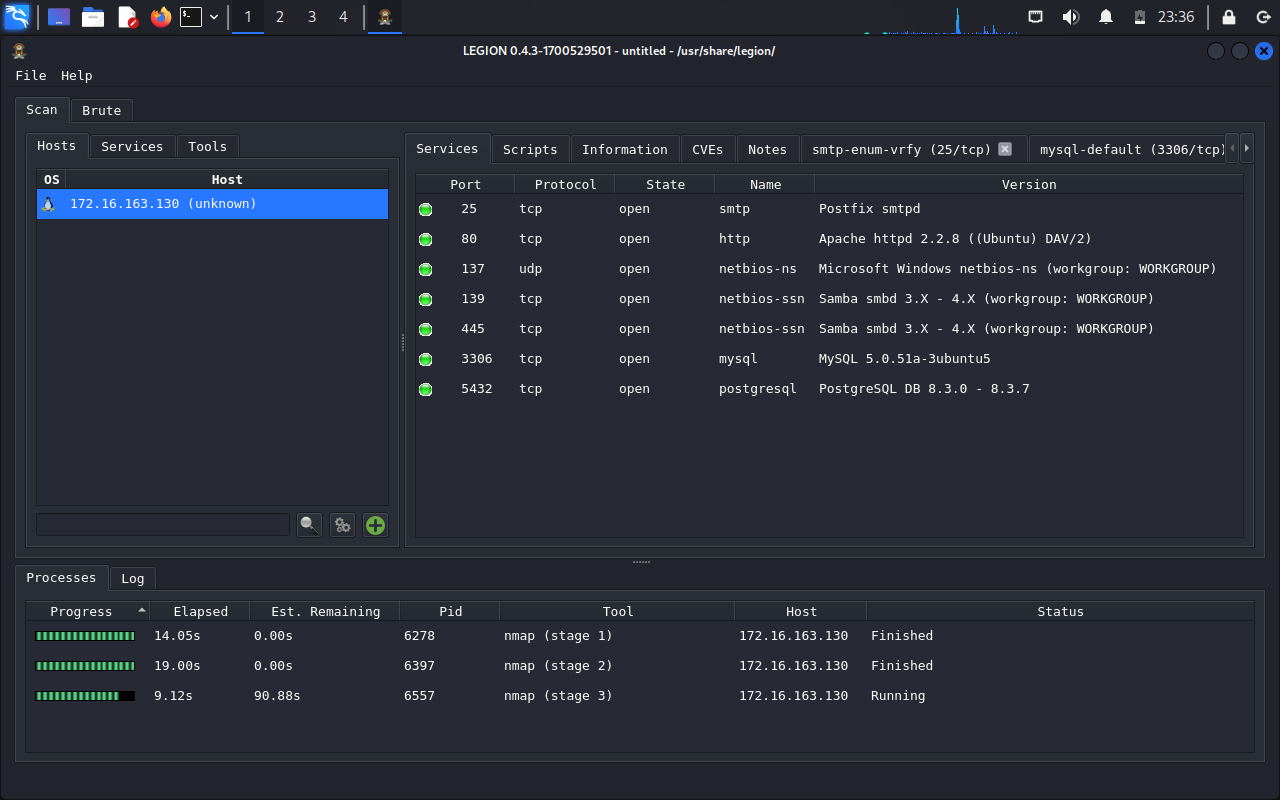 1 2 3 4 23:36
LEGION 0.4.3-1700529501 - untitled - /usr/share/legion/
File Help
Scan Brute
Hosts Services Tools
OS Host
172.16.163.130 (unknown)
Services Scripts Information CVEs Notes smtp-enum-vrfy (25/tcp) mysql-default (3306/tcp)
Port Protocol State Name Version
25 tcp open smtp Postfix smtpd
80 tcp open http Apache httpd 2.2.8 ((Ubuntu) DAV/2)
137 udp open netbios-ns Microsoft Windows netbios-ns (workgroup: WORKGROUP)
139 tcp open netbios-ssn Samba smbd 3.X - 4.X (workgroup: WORKGROUP)
445 tcp open netbios-ssn Samba smbd 3.X - 4.X (workgroup: WORKGROUP)
3306 tcp open mysql MySQL 5.0.51a-3ubuntu5
5432 tcp open postgresql PostgreSQL DB 8.3.0 - 8.3.7
Processes Log
Progress Elapsed Est. Remaining Pid Tool Host Status
14.05s 0.00s 6278 nmap (stage 1) 172.16.163.130 Finished
19.00s 0.00s 6397 nmap (stage 2) 172.16.163.130 Finished
9.12s 90.88s 6557 nmap (stage 3) 172.16.163.130 Running